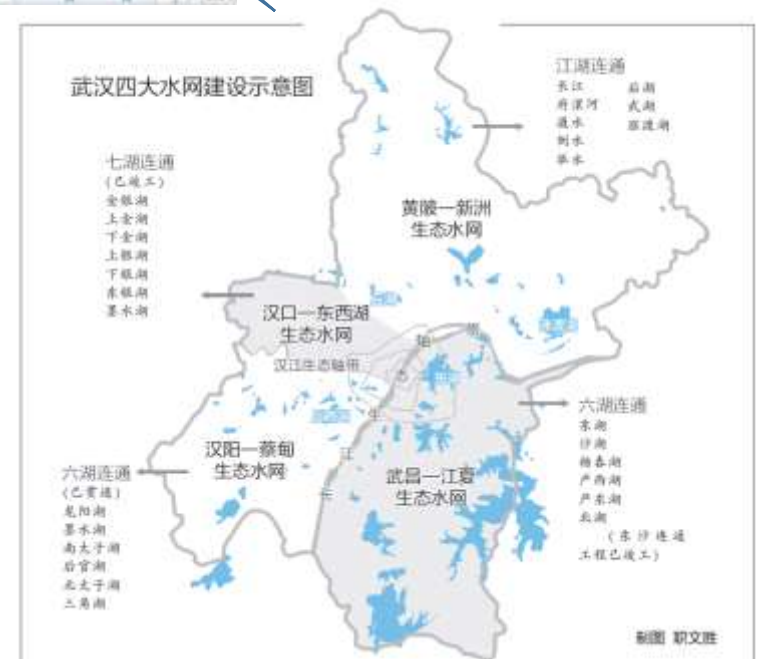 武汉四大水网建设示意图
江湖连通
长江
府澴河
滠水
倒水
举水
后湖
武湖
涨渡湖
七湖连通
(已竣工)
金银湖
上金湖
下金湖
上银湖
下银湖
东银湖
墨水湖
黄陂—新洲
生态水网
汉口—东西湖
生态水网
汉江生态轴带
长
江
生
态
轴
带
汉阳—蔡甸
生态水网
武昌—江夏
生态水网
六湖连通
(已贯通)
龙阳湖
墨水湖
南太子湖
后官湖
北太子湖
三角湖
六湖连通
东湖
沙湖
杨春湖
严西湖
严东湖
北湖
(东沙连通
工程已竣工)
制图 职文胜